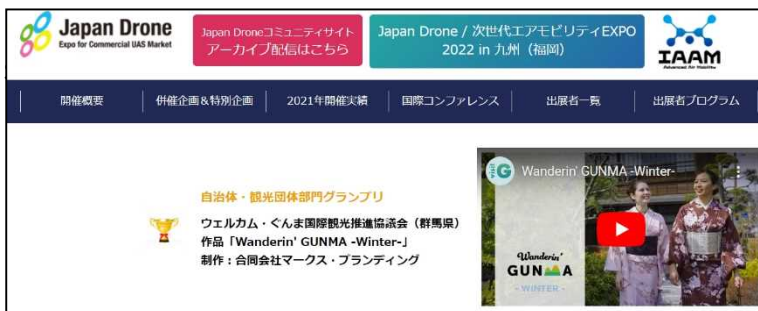 Japan Drone
Expo for Commercial UAS Market
Japan Droneコミュニティサイト
アーカイブ配信はこちら
Japan Drone / 次世代エアモビリティEXPO
2022 in 九州（福岡）
IAAM
Advanced Air Mobility
開催概要
併催企画&特別企画
2021年開催実績
国際コンファレンス
出展者一覧
出展者プログラム
自治体・観光団体部門グランプリ
ウェルカム・ぐんま国際観光推進協議会（群馬県）
作品「Wanderin' GUNMA -Winter-」
制作：合同会社マークス・ブランディング
G
Wanderin' GUNMA -Winter-
Wanderin'
GUNMA
- WINTER -